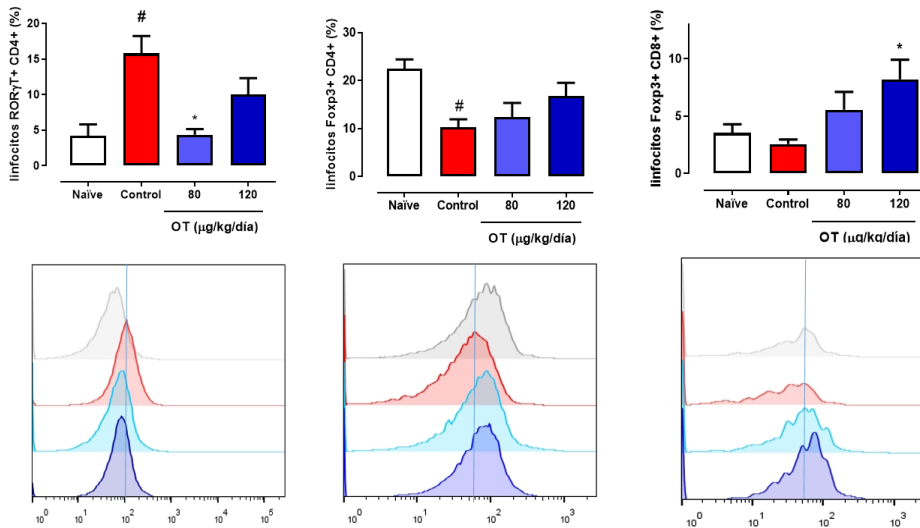 linfocitos RORγT+ CD4+ (%)
20
15
10
5
0
#
*
Naïve Control 80 120
OT (µg/kg/día)
linfocitos Foxp3+ CD4+ (%)
30
20
10
0
#
Naïve Control 80 120
OT (µg/kg/día)
linfocitos Foxp3+ CD8+ (%)
10
5
0
*
Naïve Control 80 120
OT (µg/kg/día)
10^0 10^1 10^2 10^3 10^4 10^5
10^0 10^1 10^2 10^3
10^0 10^1 10^2 10^3